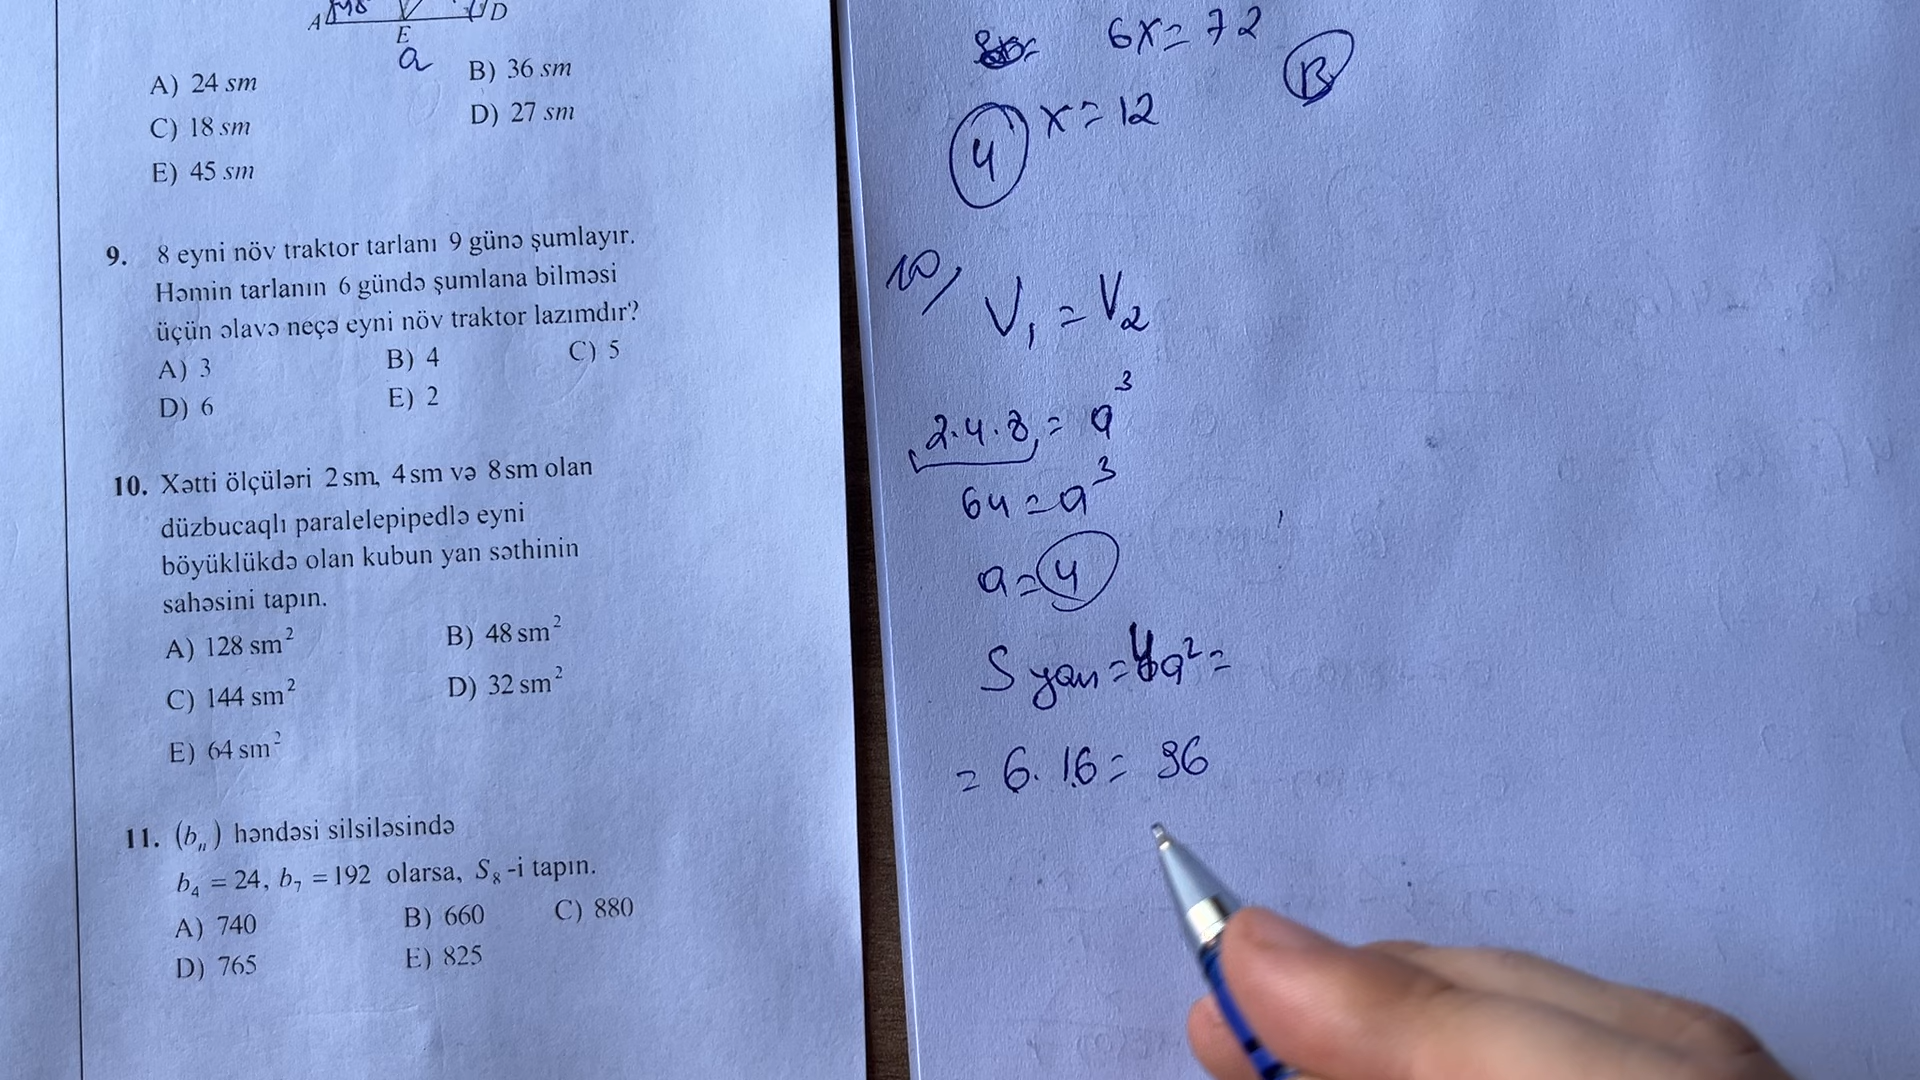 A D
E
a
A) 24 sm B) 36 sm
C) 18 sm D) 27 sm
E) 45 sm
9. 8 eyni növ traktor tarlanı 9 günə şumlayır.
Həmin tarlanın 6 gündə şumlana bilməsi
üçün əlavə neçə eyni növ traktor lazımdır?
A) 3 B) 4 C) 5
D) 6 E) 2
10. Xətti ölçüləri 2 sm, 4 sm və 8 sm olan
düzbucaqlı paralelepipedlə eyni
böyüklükdə olan kubun yan səthinin
sahəsini tapın.
A) 128 sm² B) 48 sm²
C) 144 sm² D) 32 sm²
E) 64 sm²
11. (bₙ) həndəsi silsiləsində
b₄ = 24, b₇ = 192 olarsa, S₈-i tapın.
A) 740 B) 660 C) 880
D) 765 E) 825
6x = 72
B
4 x = 12
10)
V₁ = V₂
2·4·8 = a³
64 = a³
a = 4
S yan = 4a² =
= 6·16 = 96